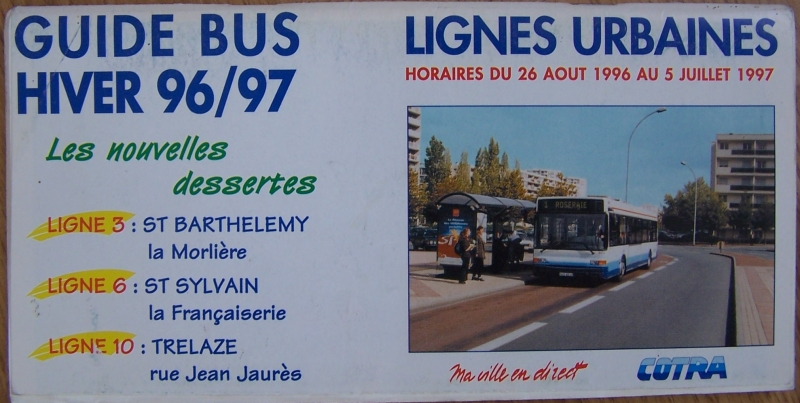 GUIDE BUS
HIVER 96/97
Les nouvelles
dessertes
LIGNE 3 : ST BARTHELEMY
la Morlière
LIGNE 6 : ST SYLVAIN
la Françaiserie
LIGNE 10 : TRELAZE
rue Jean Jaurès
LIGNES URBAINES
HORAIRES DU 26 AOUT 1996 AU 5 JUILLET 1997
ROSERAIE
Ma ville en direct
COTRA